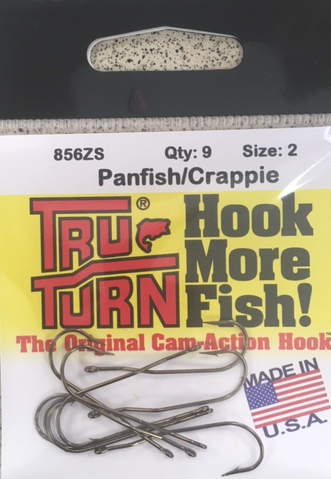 856ZS Qty: 9 Size: 2
Panfish/Crappie
TRU ® Hook
TURN More
Fish!
The Original Cam-Action Hook
MADE IN
U.S.A.